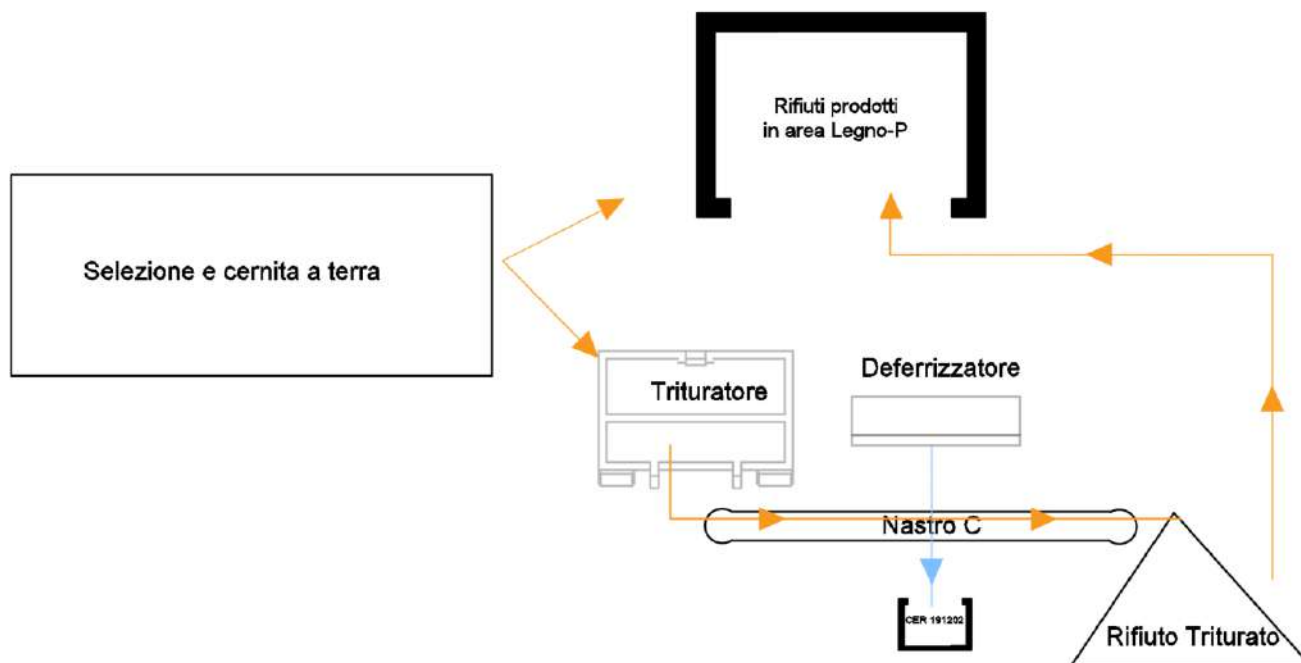 Rifiuti prodotti
in area Legno-P
Selezione e cernita a terra
Trituratore
Deferrizzatore
Nastro C
CER 191202
Rifiuto Triturato